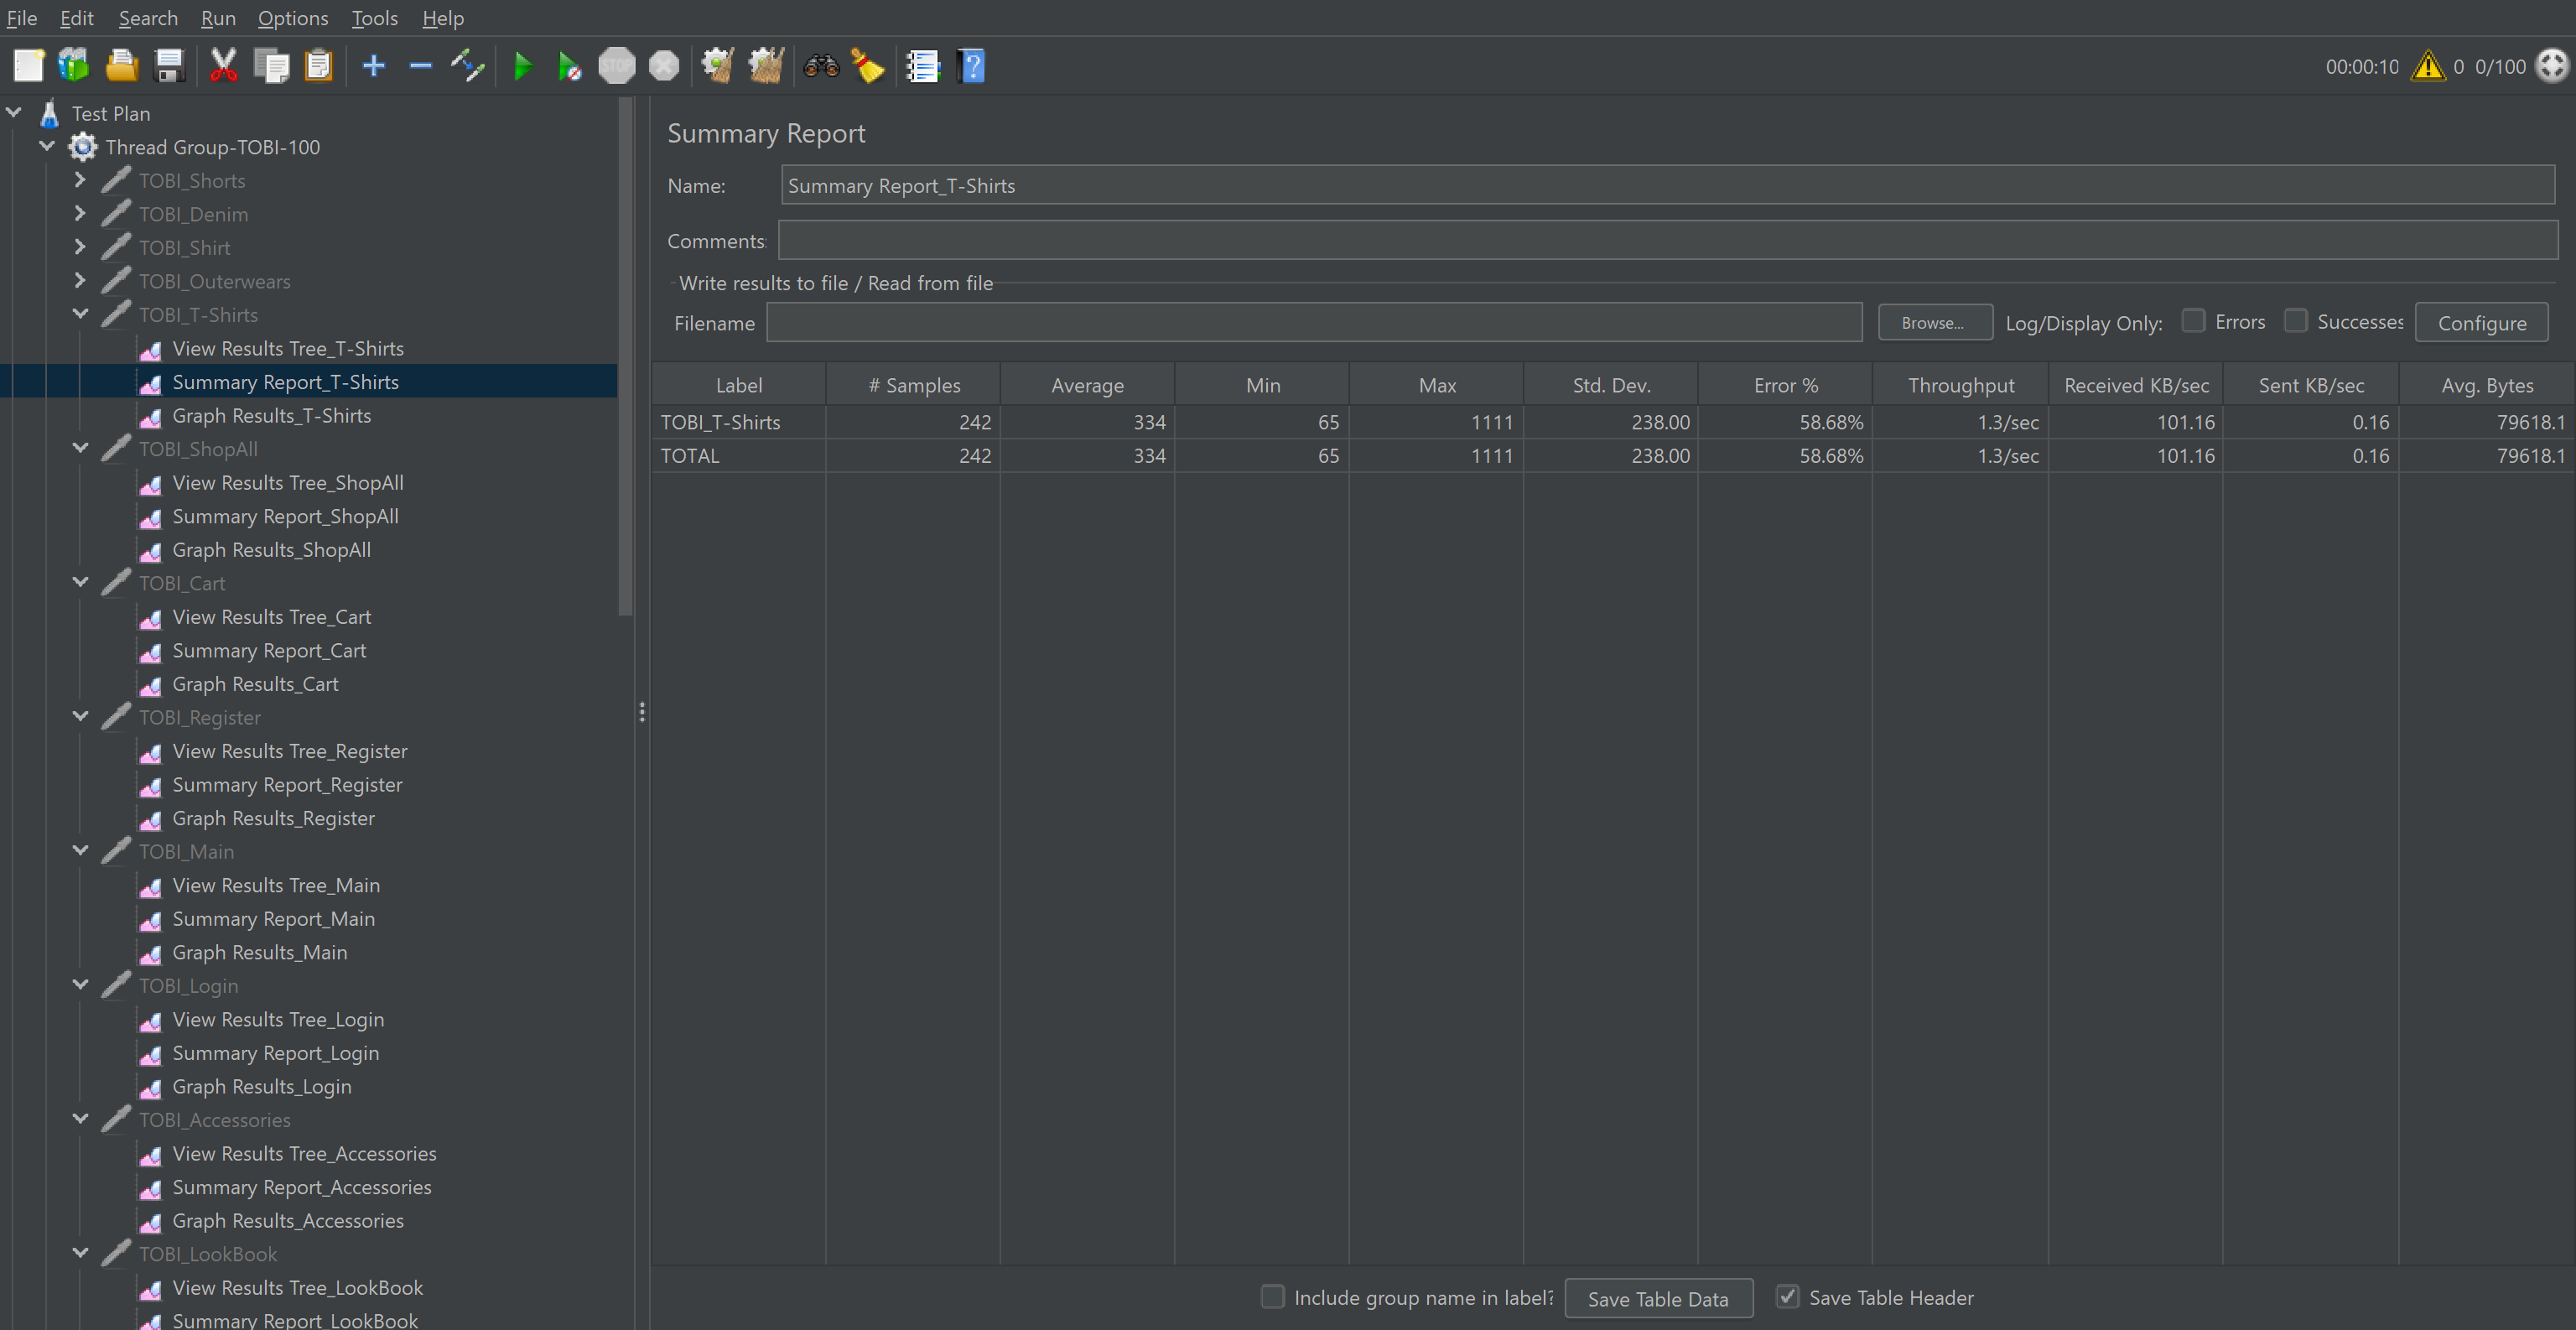 File Edit Search Run Options Tools Help
STOP
00:00:10 0 0/100
Test Plan
Thread Group-TOBI-100
TOBI_Shorts
TOBI_Denim
TOBI_Shirt
TOBI_Outerwears
TOBI_T-Shirts
View Results Tree_T-Shirts
Summary Report_T-Shirts
Graph Results_T-Shirts
TOBI_ShopAll
View Results Tree_ShopAll
Summary Report_ShopAll
Graph Results_ShopAll
TOBI_Cart
View Results Tree_Cart
Summary Report_Cart
Graph Results_Cart
TOBI_Register
View Results Tree_Register
Summary Report_Register
Graph Results_Register
TOBI_Main
View Results Tree_Main
Summary Report_Main
Graph Results_Main
TOBI_Login
View Results Tree_Login
Summary Report_Login
Graph Results_Login
TOBI_Accessories
View Results Tree_Accessories
Summary Report_Accessories
Graph Results_Accessories
TOBI_LookBook
View Results Tree_LookBook
Summary Report_LookBook
Summary Report
Name: Summary Report_T-Shirts
Comments:
Write results to file / Read from file
Filename Browse... Log/Display Only: Errors Successes Configure
Label # Samples Average Min Max Std. Dev. Error % Throughput Received KB/sec Sent KB/sec Avg. Bytes
TOBI_T-Shirts 242 334 65 1111 238.00 58.68% 1.3/sec 101.16 0.16 79618.1
TOTAL 242 334 65 1111 238.00 58.68% 1.3/sec 101.16 0.16 79618.1
Include group name in label? Save Table Data Save Table Header